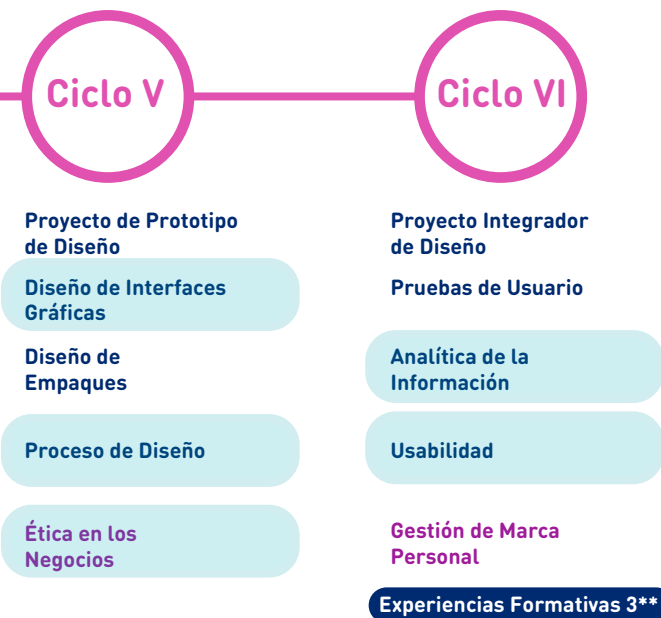 Ciclo V
Proyecto de Prototipo
de Diseño
Diseño de Interfaces
Gráficas
Diseño de
Empaques
Proceso de Diseño
Ética en los
Negocios
Ciclo VI
Proyecto Integrador
de Diseño
Pruebas de Usuario
Analítica de la
Información
Usabilidad
Gestión de Marca
Personal
Experiencias Formativas 3**